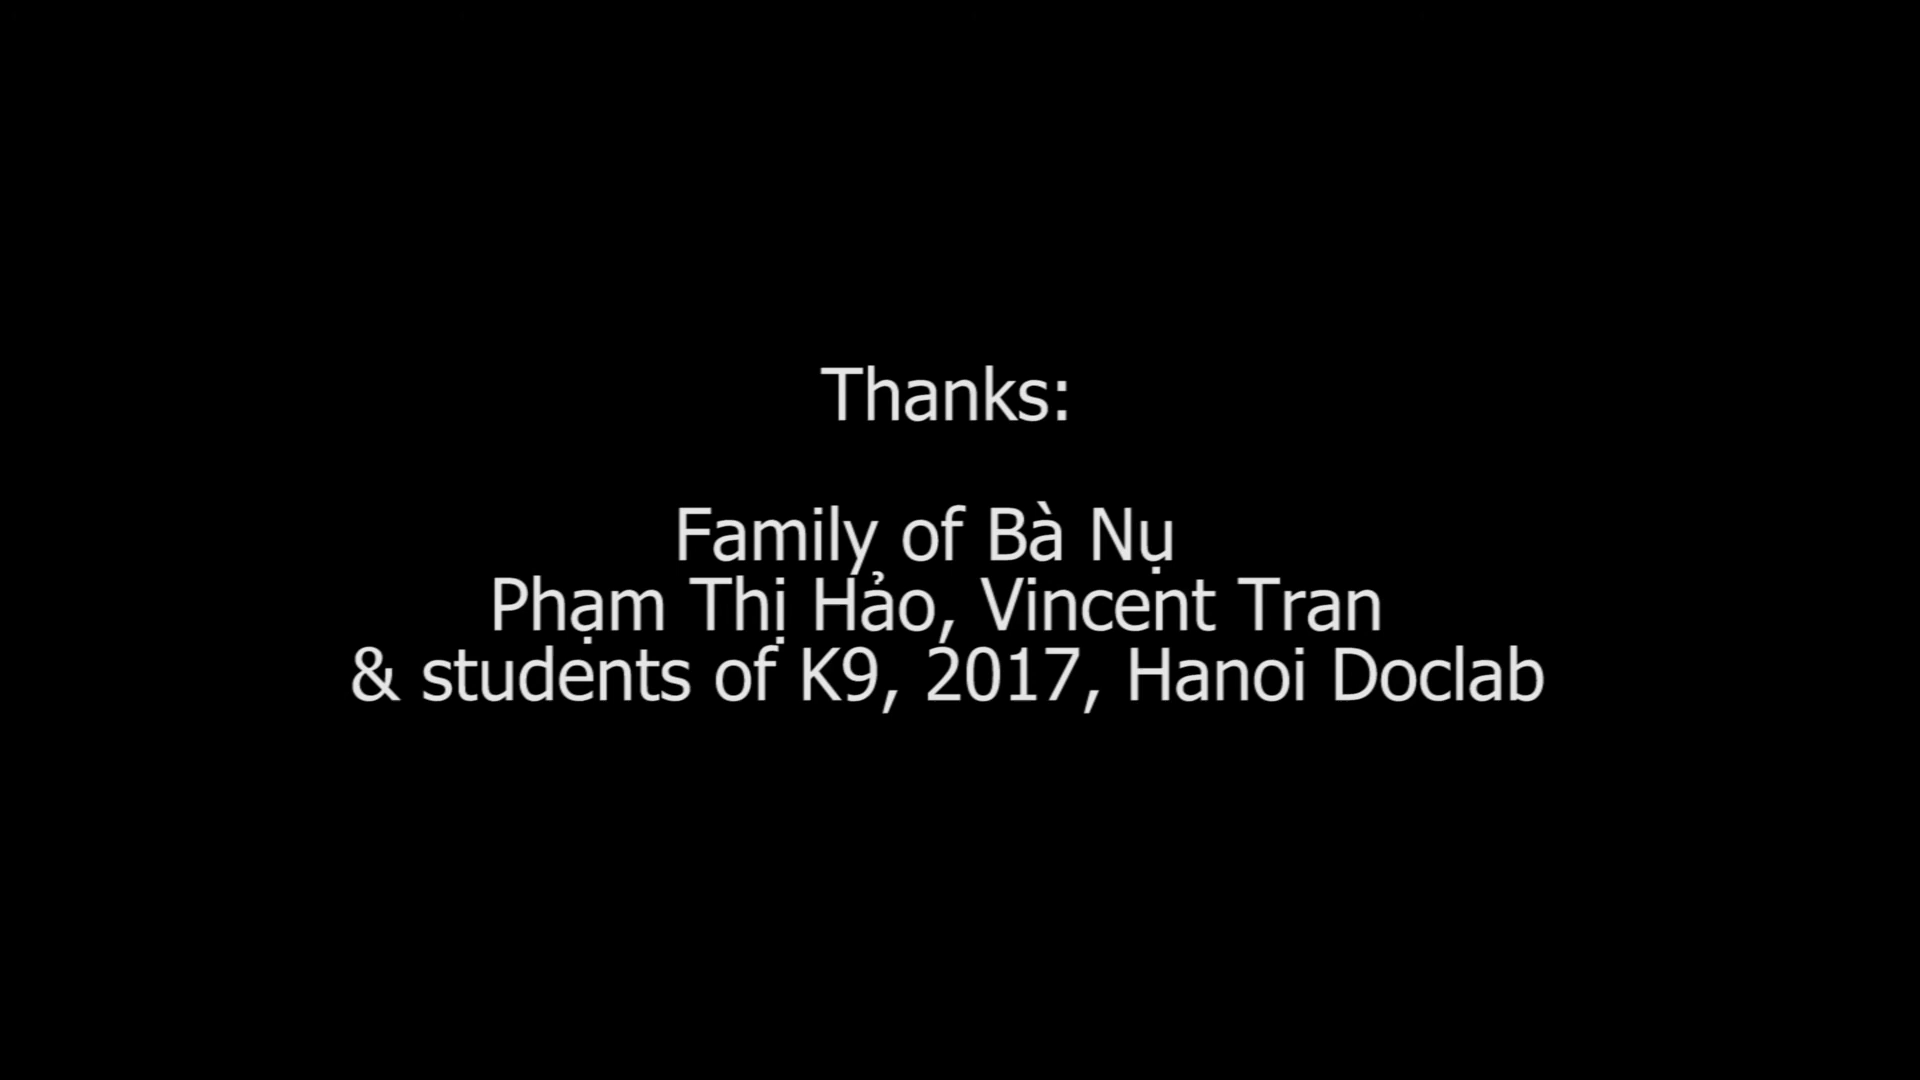 Thanks:
Family of Bà Nụ
Phạm Thị Hảo, Vincent Tran
& students of K9, 2017, Hanoi Doclab